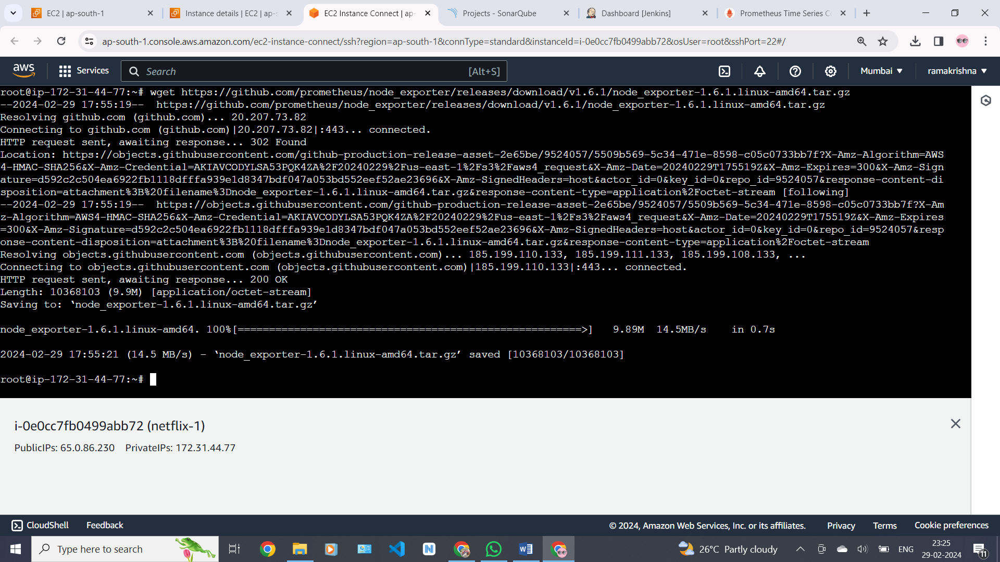 EC2 | ap-south-1
Instance details | EC2 | ap-s
EC2 Instance Connect | ap-
Projects - SonarQube
Dashboard [Jenkins]
Prometheus Time Series Co
ap-south-1.console.aws.amazon.com/ec2-instance-connect/ssh?region=ap-south-1&connType=standard&instanceId=i-0e0cc7fb0499abb72&osUser=root&sshPort=22#/
aws
Services
Search
[Alt+S]
Mumbai
ramakrishna
root@ip-172-31-44-77:~# wget https://github.com/prometheus/node_exporter/releases/download/v1.6.1/node_exporter-1.6.1.linux-amd64.tar.gz
--2024-02-29 17:55:19--  https://github.com/prometheus/node_exporter/releases/download/v1.6.1/node_exporter-1.6.1.linux-amd64.tar.gz
Resolving github.com (github.com)... 20.207.73.82
Connecting to github.com (github.com)|20.207.73.82|:443... connected.
HTTP request sent, awaiting response... 302 Found
Location: https://objects.githubusercontent.com/github-production-release-asset-2e65be/9524057/5509b569-5c34-471e-8598-c05c0733bb7f?X-Amz-Algorithm=AWS
4-HMAC-SHA256&X-Amz-Credential=AKIAVCODYLSA53PQK4ZA%2F20240229%2Fus-east-1%2Fs3%2Faws4_request&X-Amz-Date=20240229T175519Z&X-Amz-Expires=300&X-Amz-Sign
ature=d592c2c504ea6922fb1118dfffa939e1d8347bdf047a053bd552eef52ae23696&X-Amz-SignedHeaders=host&actor_id=0&key_id=0&repo_id=9524057&response-content-di
sposition=attachment%3B%20filename%3Dnode_exporter-1.6.1.linux-amd64.tar.gz&response-content-type=application%2Foctet-stream [following]
--2024-02-29 17:55:19--  https://objects.githubusercontent.com/github-production-release-asset-2e65be/9524057/5509b569-5c34-471e-8598-c05c0733bb7f?X-Am
z-Algorithm=AWS4-HMAC-SHA256&X-Amz-Credential=AKIAVCODYLSA53PQK4ZA%2F20240229%2Fus-east-1%2Fs3%2Faws4_request&X-Amz-Date=20240229T175519Z&X-Amz-Expires
=300&X-Amz-Signature=d592c2c504ea6922fb1118dfffa939e1d8347bdf047a053bd552eef52ae23696&X-Amz-SignedHeaders=host&actor_id=0&key_id=0&repo_id=9524057&resp
onse-content-disposition=attachment%3B%20filename%3Dnode_exporter-1.6.1.linux-amd64.tar.gz&response-content-type=application%2Foctet-stream
Resolving objects.githubusercontent.com (objects.githubusercontent.com)... 185.199.110.133, 185.199.111.133, 185.199.108.133, ...
Connecting to objects.githubusercontent.com (objects.githubusercontent.com)|185.199.110.133|:443... connected.
HTTP request sent, awaiting response... 200 OK
Length: 10368103 (9.9M) [application/octet-stream]
Saving to: ‘node_exporter-1.6.1.linux-amd64.tar.gz’
node_exporter-1.6.1.linux-amd64. 100%[=======================================================>]   9.89M  14.5MB/s    in 0.7s
2024-02-29 17:55:21 (14.5 MB/s) - ‘node_exporter-1.6.1.linux-amd64.tar.gz’ saved [10368103/10368103]
root@ip-172-31-44-77:~#
i-0e0cc7fb0499abb72 (netflix-1)
PublicIPs: 65.0.86.230    PrivateIPs: 172.31.44.77
CloudShell
Feedback
© 2024, Amazon Web Services, Inc. or its affiliates.
Privacy
Terms
Cookie preferences
Type here to search
26°C  Partly cloudy
ENG
23:25
29-02-2024
11